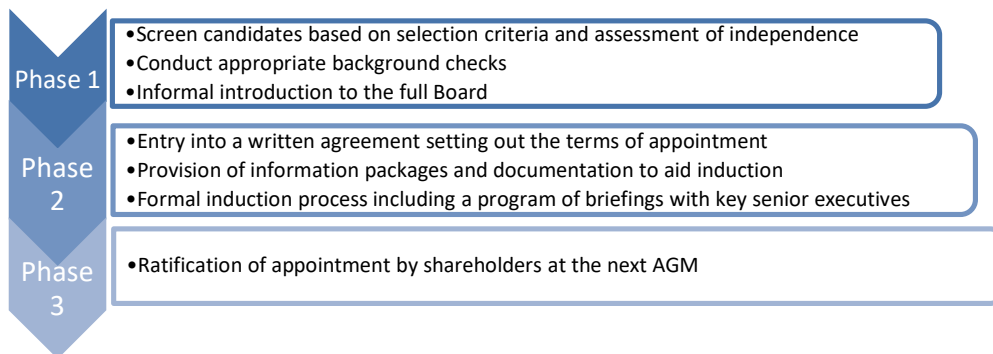 Phase 1
•Screen candidates based on selection criteria and assessment of independence
•Conduct appropriate background checks
•Informal introduction to the full Board
Phase
2
•Entry into a written agreement setting out the terms of appointment
•Provision of information packages and documentation to aid induction
•Formal induction process including a program of briefings with key senior executives
Phase
3
•Ratification of appointment by shareholders at the next AGM